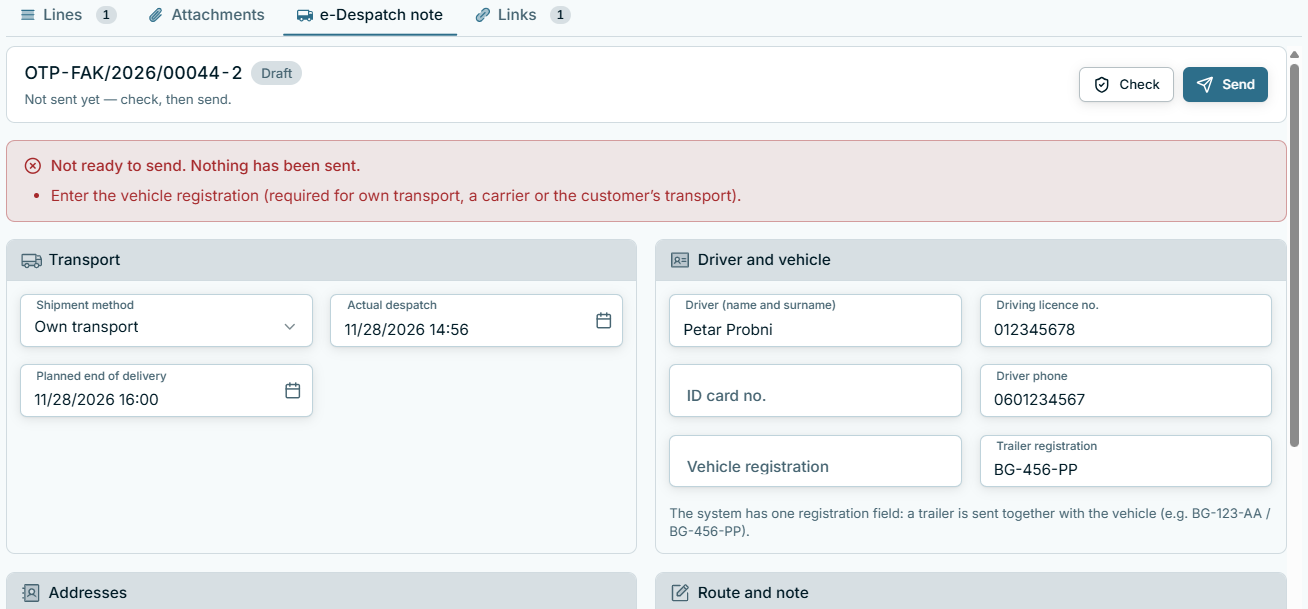 Lines 1 Attachments e-Despatch note Links 1
OTP-FAK/2026/00044-2 Draft
Not sent yet — check, then send.
Check Send
Not ready to send. Nothing has been sent.
• Enter the vehicle registration (required for own transport, a carrier or the customer’s transport).
Transport
Shipment method
Own transport
Actual despatch
11/28/2026 14:56
Planned end of delivery
11/28/2026 16:00
Driver and vehicle
Driver (name and surname)
Petar Probni
Driving licence no.
012345678
ID card no.
Driver phone
0601234567
Vehicle registration
Trailer registration
BG-456-PP
The system has one registration field: a trailer is sent together with the vehicle (e.g. BG-123-AA /
BG-456-PP).
Addresses
Route and note